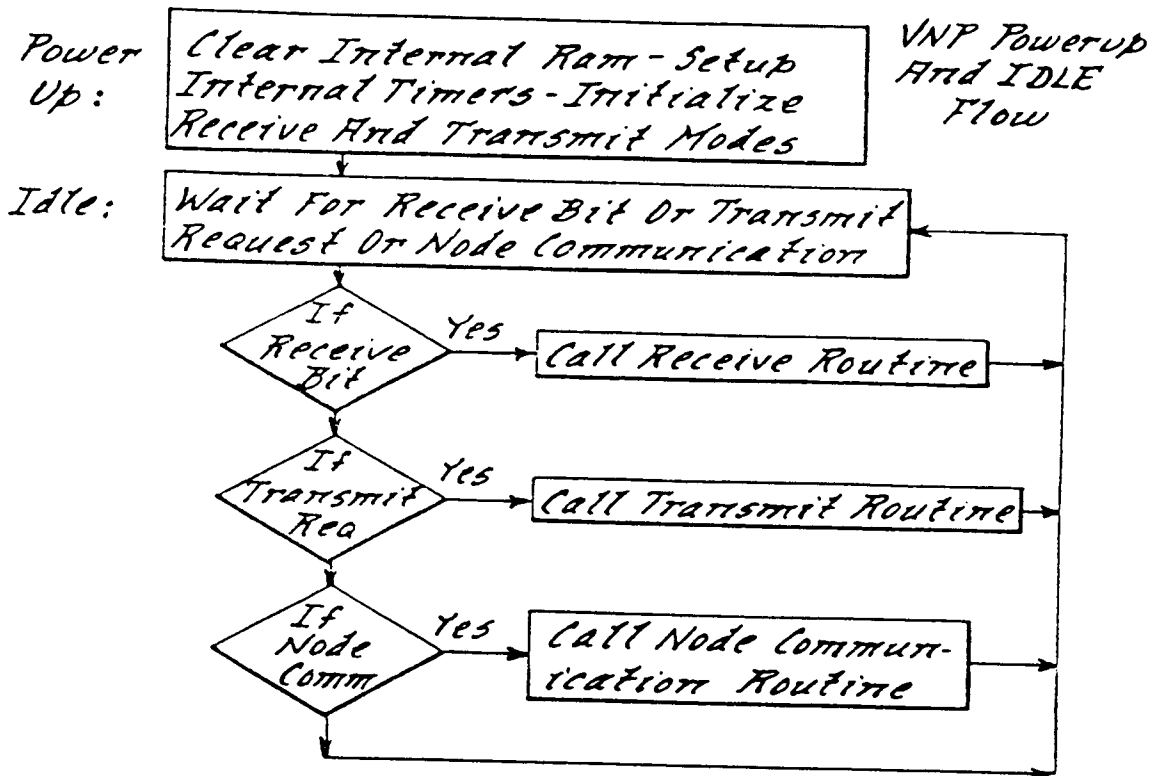 Power
Up:
Clear Internal Ram - Setup
Internal Timers - Initialize
Receive And Transmit Modes
VNP Powerup
And IDLE
Flow
Idle:
Wait For Receive Bit Or Transmit
Request Or Node Communication
If
Receive
Bit
Yes
Call Receive Routine
If
Transmit
Req
Yes
Call Transmit Routine
If
Node
Comm
Yes
Call Node Commun-
ication Routine